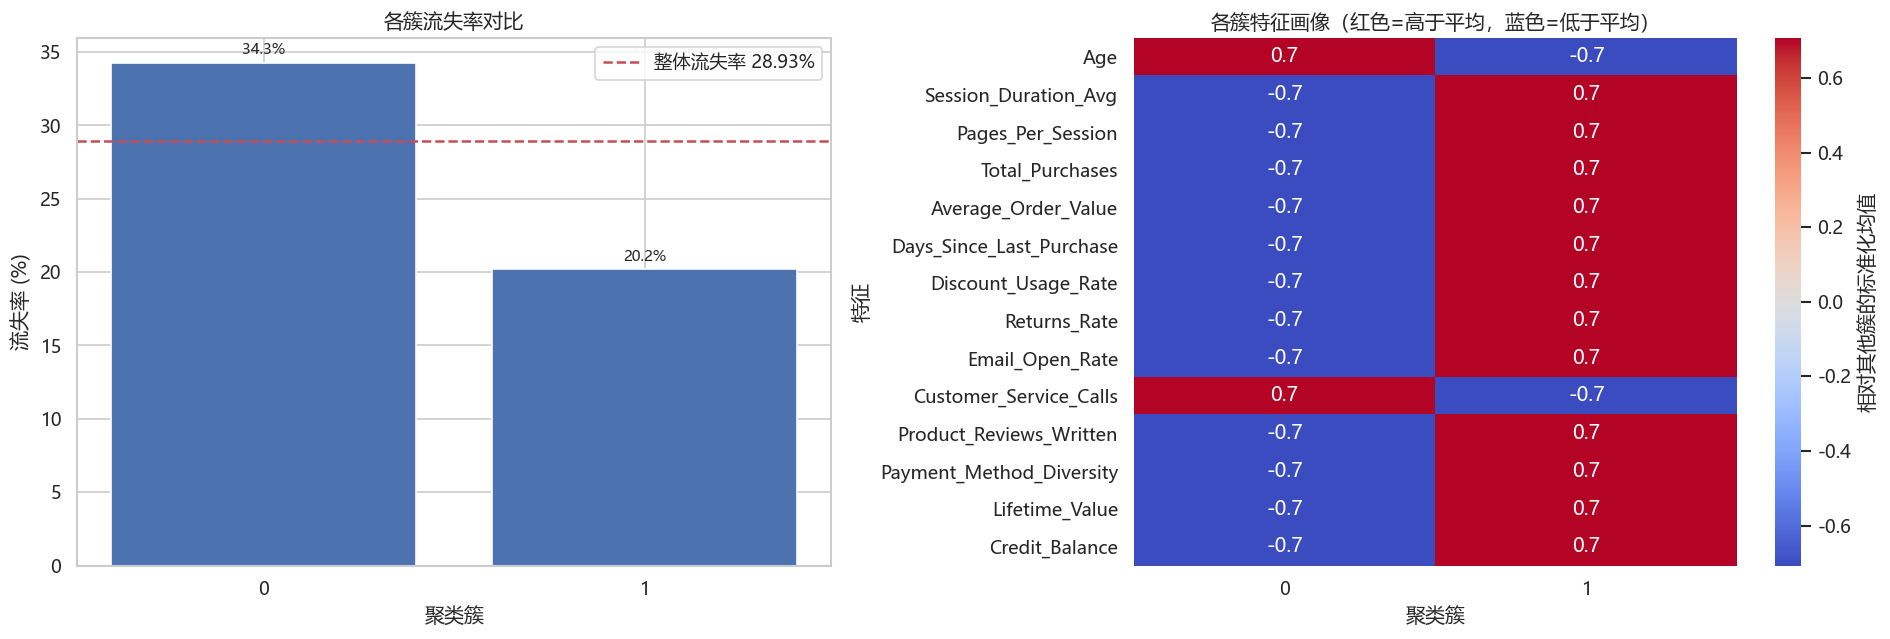 各簇流失率对比
35
30
25
20
15
10
5
0
流失率 (%)
34.3%
20.2%
整体流失率 28.93%
0
1
聚类簇
各簇特征画像（红色=高于平均，蓝色=低于平均）
特征
Age 0.7 -0.7
Session_Duration_Avg -0.7 0.7
Pages_Per_Session -0.7 0.7
Total_Purchases -0.7 0.7
Average_Order_Value -0.7 0.7
Days_Since_Last_Purchase -0.7 0.7
Discount_Usage_Rate -0.7 0.7
Returns_Rate -0.7 0.7
Email_Open_Rate -0.7 0.7
Customer_Service_Calls 0.7 -0.7
Product_Reviews_Written -0.7 0.7
Payment_Method_Diversity -0.7 0.7
Lifetime_Value -0.7 0.7
Credit_Balance -0.7 0.7
0
1
聚类簇
0.6
0.4
0.2
0.0
-0.2
-0.4
-0.6
相对其他簇的标准化均值